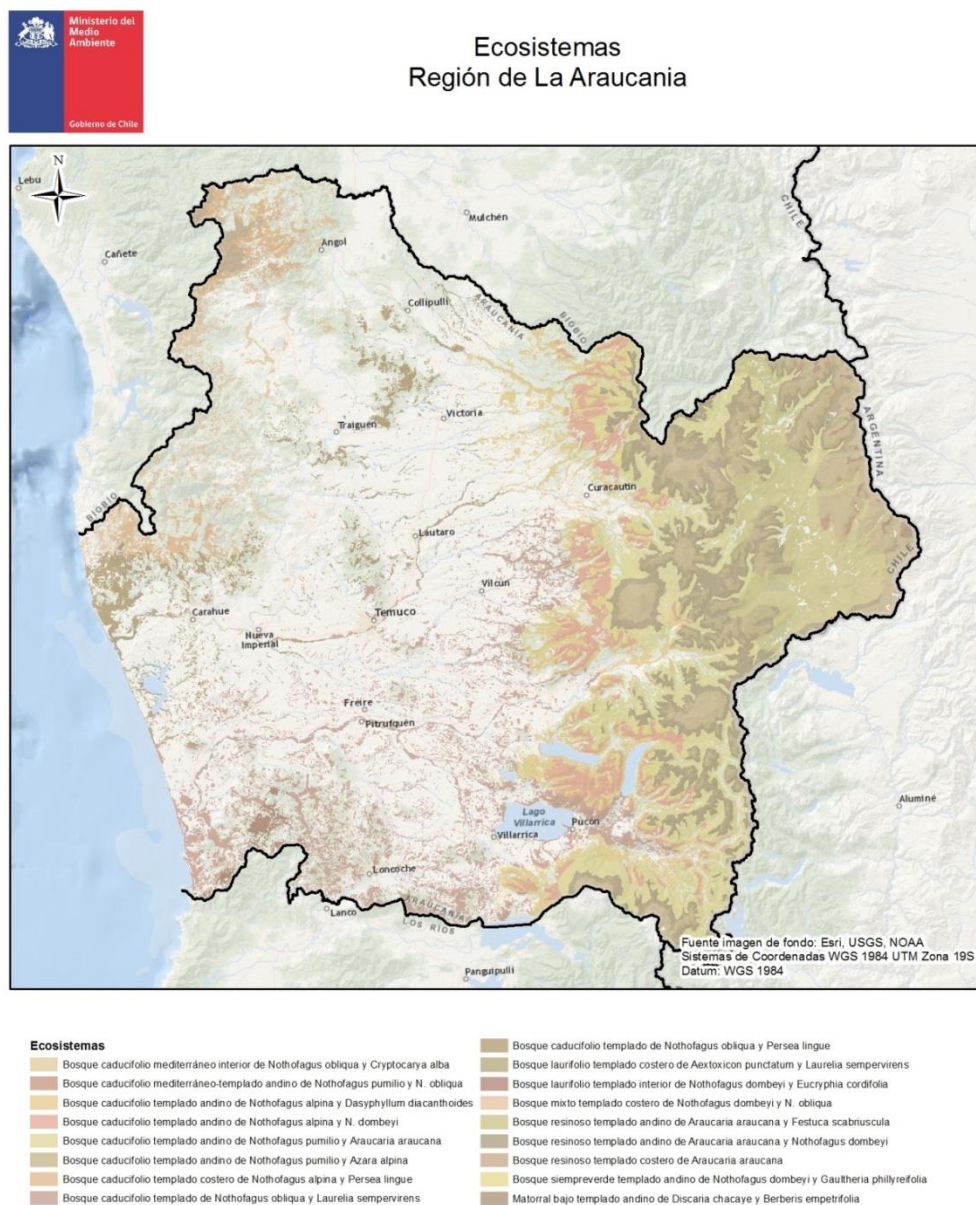 Ministerio del
Medio
Ambiente
Gobierno de Chile
Ecosistemas
Región de La Araucania
N
Lebu
Mulchén
CHILE
Cañete
Angol
Collipulli
ARAUCANÍA
BIOBÍO
Victoria
Traiguén
ARGENTINA
Curacautín
BIOBÍO
Lautaro
CHILE
Vilcún
Carahue
Temuco
Nueva
Imperial
Freire
Pitrufquén
Aluminé
Lago
Villarrica
Pucón
Villarrica
Loncoche
ARAUCANÍA
LOS RÍOS
Lanco
Panguipulli
Fuente imagen de fondo: Esri, USGS, NOAA
Sistemas de Coordenadas WGS 1984 UTM Zona 19S
Datum: WGS 1984
Ecosistemas
Bosque caducifolio mediterráneo interior de Nothofagus obliqua y Cryptocarya alba
Bosque caducifolio mediterráneo-templado andino de Nothofagus pumilio y N. obliqua
Bosque caducifolio templado andino de Nothofagus alpina y Dasyphyllum diacanthoides
Bosque caducifolio templado andino de Nothofagus alpina y N. dombeyi
Bosque caducifolio templado andino de Nothofagus pumilio y Araucaria araucana
Bosque caducifolio templado andino de Nothofagus pumilio y Azara alpina
Bosque caducifolio templado costero de Nothofagus alpina y Persea lingue
Bosque caducifolio templado de Nothofagus obliqua y Laurelia sempervirens
Bosque caducifolio templado de Nothofagus obliqua y Persea lingue
Bosque laurifolio templado costero de Aextoxicon punctatum y Laurelia sempervirens
Bosque laurifolio templado interior de Nothofagus dombeyi y Eucryphia cordifolia
Bosque mixto templado costero de Nothofagus dombeyi y N. obliqua
Bosque resinoso templado andino de Araucaria araucana y Festuca scabriuscula
Bosque resinoso templado andino de Araucaria araucana y Nothofagus dombeyi
Bosque resinoso templado costero de Araucaria araucana
Bosque siempreverde templado andino de Nothofagus dombeyi y Gaultheria phillyreifolia
Matorral bajo templado andino de Discaria chacaye y Berberis empetrifolia